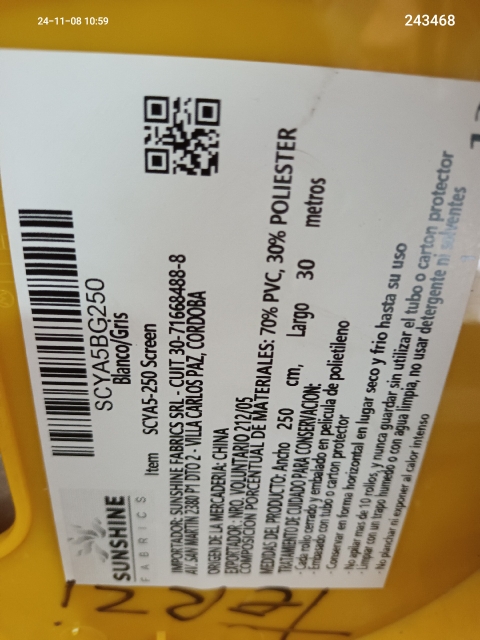 24-11-08 10:59
243468
SCYA5BG250
Blanco/Gris
SUNSHINE
FABRICS
Item SCYA5-250 Screen
IMPORTADOR: SUNSHINE FABRICS SRL - CUIT 30-71668488-8
AV. SAN MARTIN 2380 P1 DTO 2 - VILLA CARLOS PAZ, CORDOBA
ORIGEN DE LA MERCADERIA: CHINA
EXPORTADOR - NRO. VOLUNTARIO 212/05
COMPOSICIÓN PORCENTUAL DE MATERIALES: 70% PVC, 30% POLIESTER
MEDIDAS DEL PRODUCTO: Ancho 250 cm, Largo 30 metros
TRATAMIENTO DE CUIDADO PARA CONSERVACION:
- Cada rollo cerrado y embalado en película de polietileno
- Embasado con tubo o carton protector
- Conservar en forma horizontal en lugar seco y frio hasta su uso
- No apilar mas de 10 rollos, y nunca guardar sin utilizar el tubo o carton protector
- Limpiar con un trapo humedo o con agua limpia, no usar detergente ni solventes
- No planchar ni exponer al calor intenso